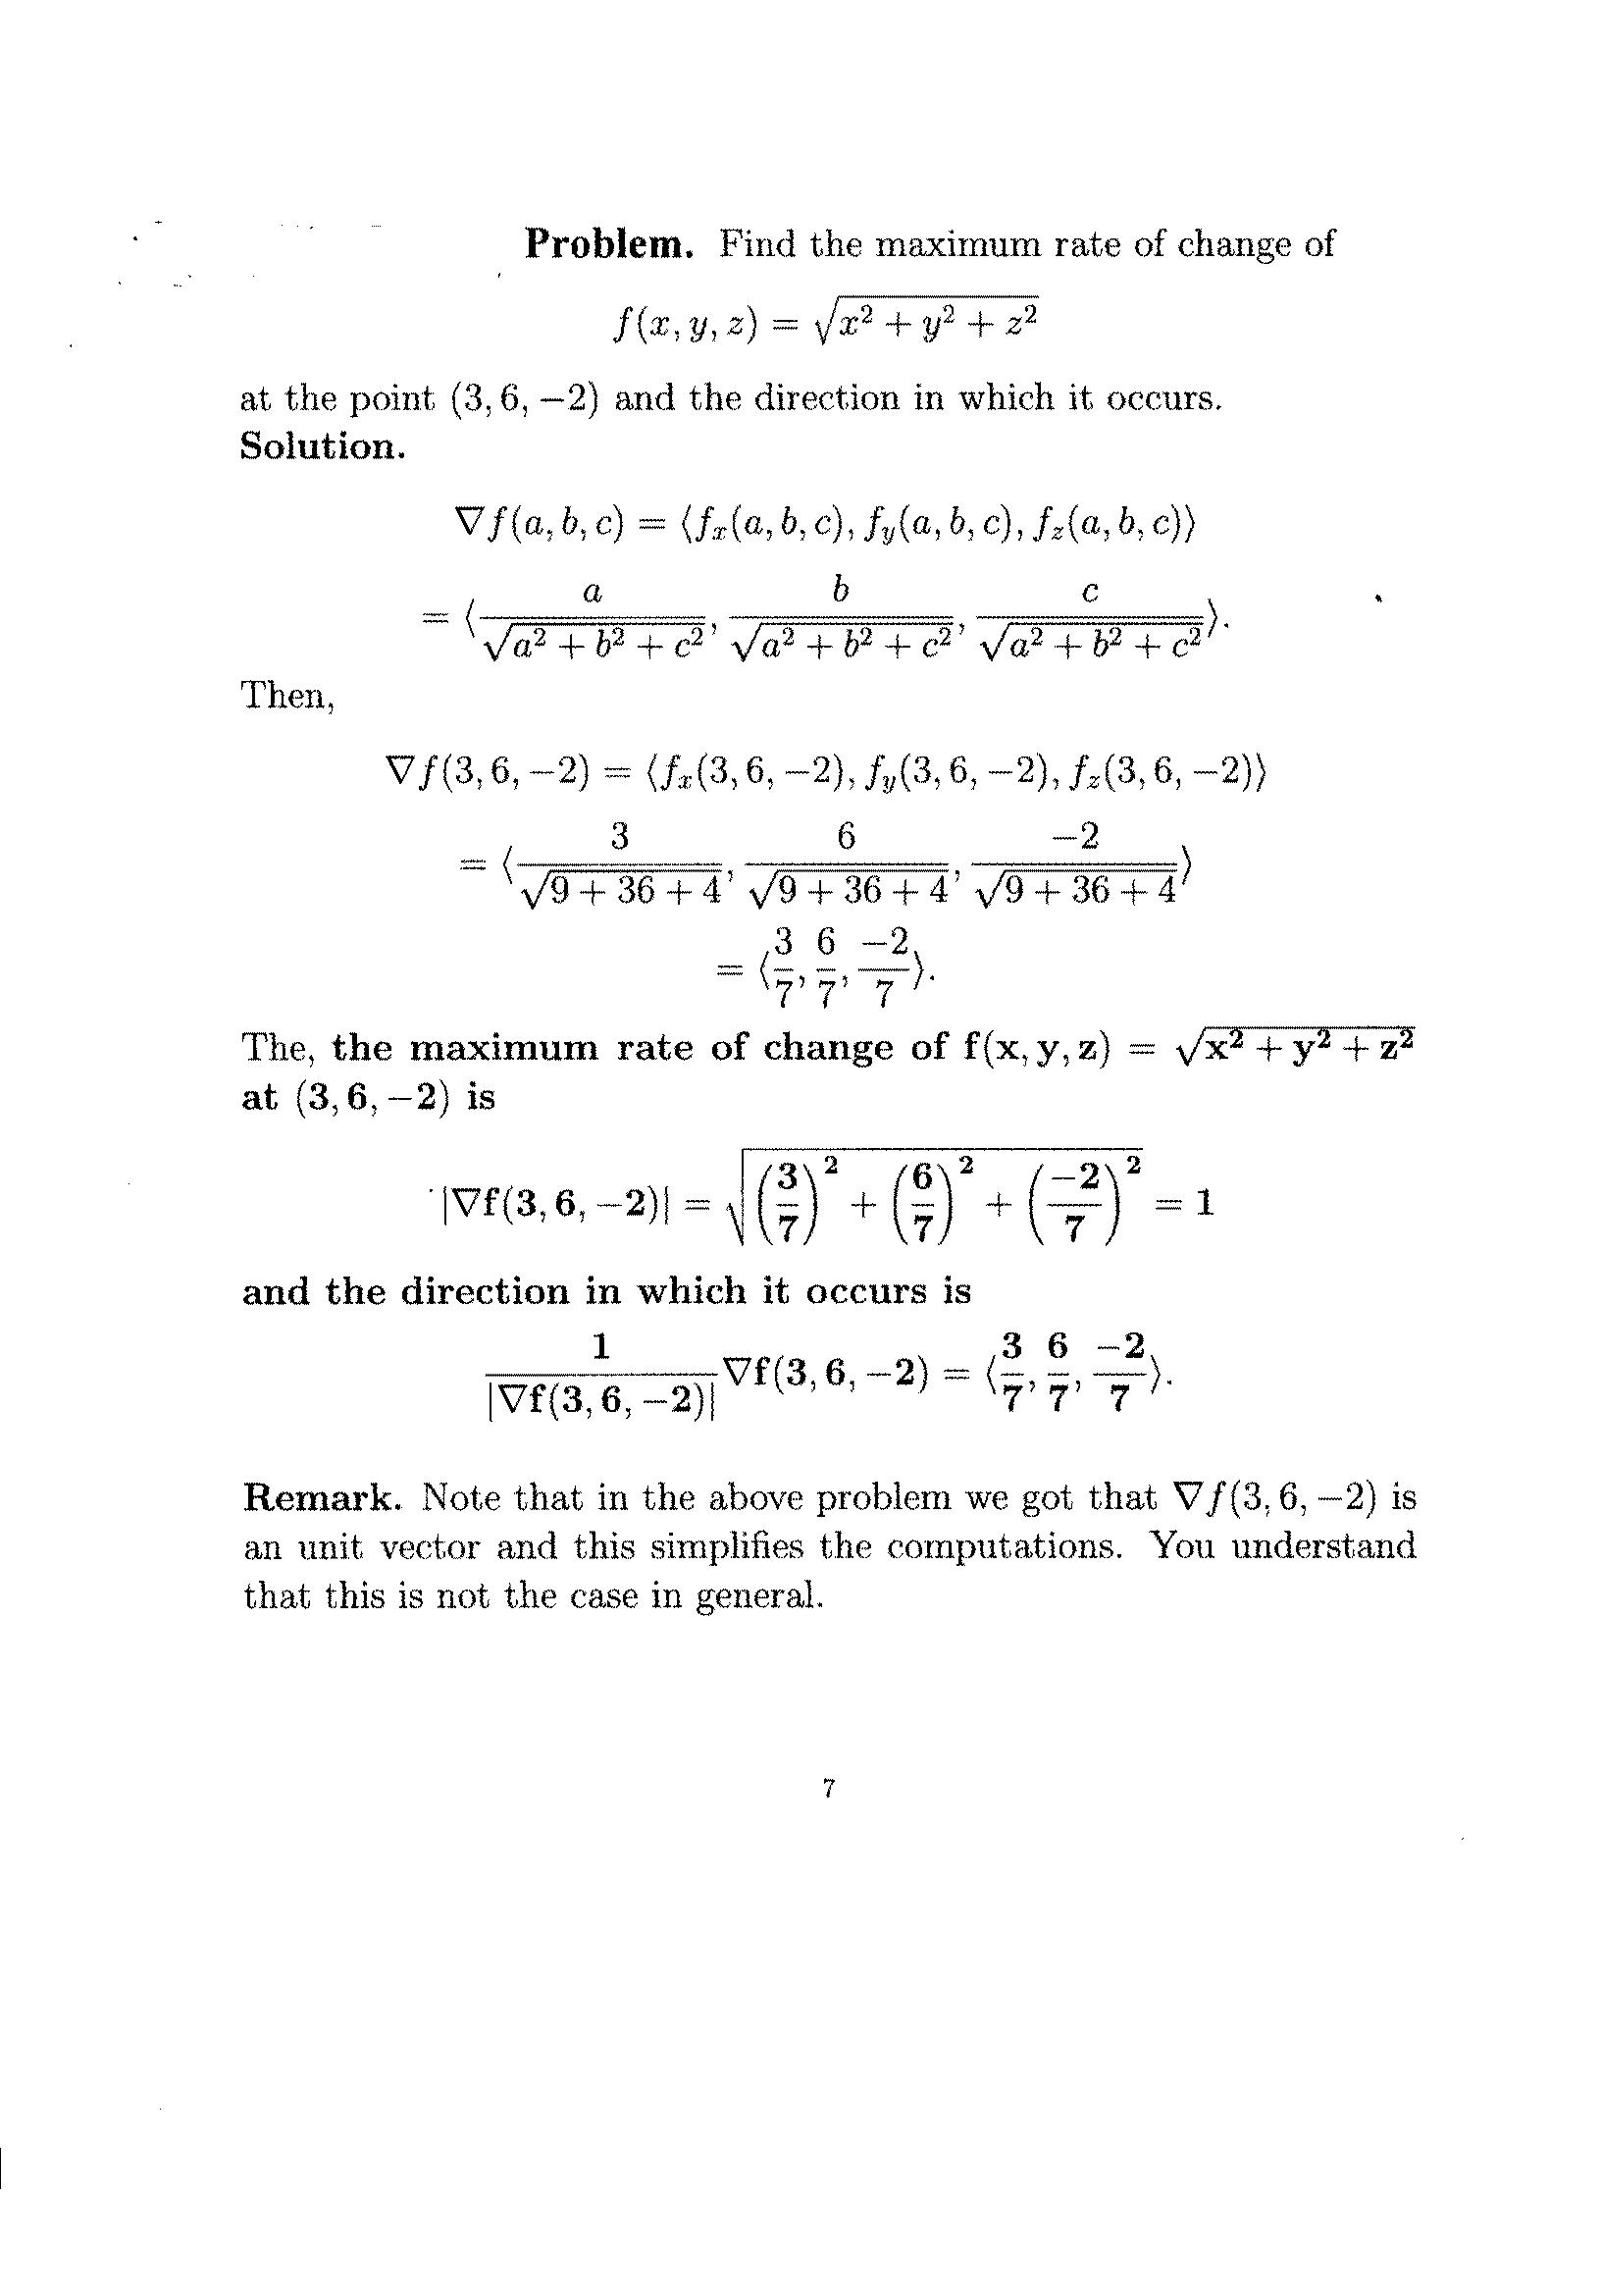 Problem. Find the maximum rate of change of
f(x, y, z) = √(x² + y² + z²)
at the point (3, 6, −2) and the direction in which it occurs.
Solution.
∇f(a, b, c) = ⟨f_x(a, b, c), f_y(a, b, c), f_z(a, b, c)⟩
= ⟨a/√(a² + b² + c²), b/√(a² + b² + c²), c/√(a² + b² + c²)⟩.
Then,
∇f(3, 6, −2) = ⟨f_x(3, 6, −2), f_y(3, 6, −2), f_z(3, 6, −2)⟩
= ⟨3/√(9 + 36 + 4), 6/√(9 + 36 + 4), −2/√(9 + 36 + 4)⟩
= ⟨3/7, 6/7, −2/7⟩.
The, the maximum rate of change of f(x, y, z) = √(x² + y² + z²)
at (3, 6, −2) is
|∇f(3, 6, −2)| = √((3/7)² + (6/7)² + (−2/7)²) = 1
and the direction in which it occurs is
1/|∇f(3, 6, −2)| ∇f(3, 6, −2) = ⟨3/7, 6/7, −2/7⟩.
Remark. Note that in the above problem we got that ∇f(3, 6, −2) is
an unit vector and this simplifies the computations. You understand
that this is not the case in general.
7